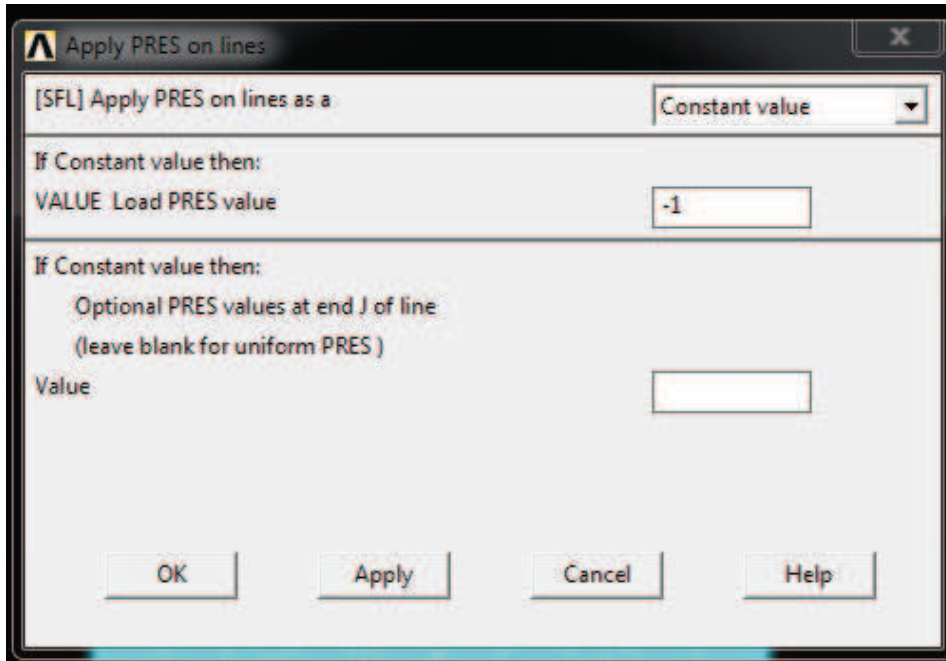 Apply PRES on lines
[SFL] Apply PRES on lines as a
Constant value
If Constant value then:
VALUE Load PRES value
-1
If Constant value then:
Optional PRES values at end J of line
(leave blank for uniform PRES )
Value
OK
Apply
Cancel
Help